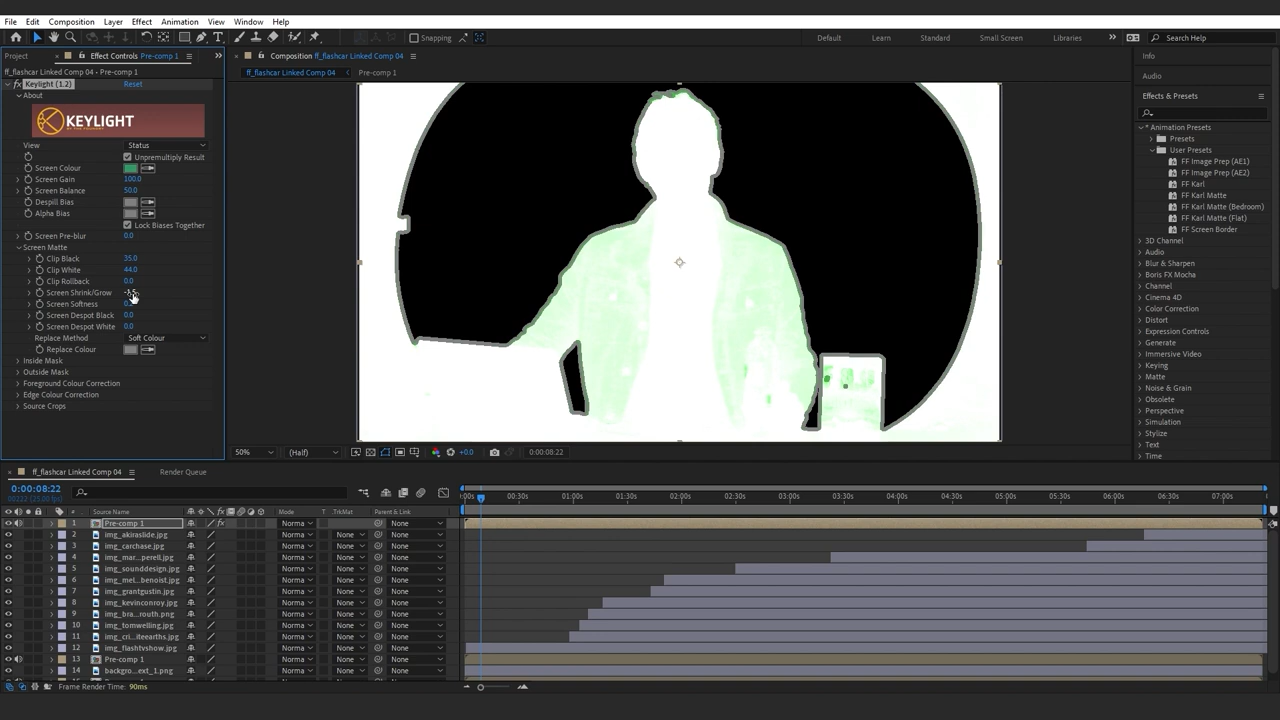 File Edit Composition Layer Effect Animation View Window Help
Snapping Default Learn Standard Small Screen Libraries Search Help
Project Effect Controls Pre-comp 1 Composition ff_flashcar Linked Comp 04 Info
ff_flashcar Linked Comp 04 • Pre-comp 1 ff_flashcar Linked Comp 04 Pre-comp 1
Audio
fx Keylight (1.2) Reset
About
Effects & Presets
KEYLIGHT
BY THE FOUNDRY
View Status
Unpremultiply Result
Screen Colour
Screen Gain 100.0
Screen Balance 50.0
Despill Bias
Alpha Bias
Lock Biases Together
Screen Pre-blur 0.0
Screen Matte
Clip Black 35.0
Clip White 44.0
Clip Rollback 0.0
Screen Shrink/Grow
Screen Softness
Screen Despot Black 0.0
Screen Despot White 0.0
Replace Method Soft Colour
Replace Colour
Inside Mask
Outside Mask
Foreground Colour Correction
Edge Colour Correction
Source Crops
* Animation Presets
Presets
User Presets
FF Image Prep (AE1)
FF Image Prep (AE2)
FF Karl
FF Karl Matte
FF Karl Matte (Bedroom)
FF Karl Matte (Flat)
FF Screen Border
3D Channel
Audio
Blur & Sharpen
Boris FX Mocha
Channel
Cinema 4D
Color Correction
Distort
Expression Controls
Generate
Immersive Video
Keying
Matte
Noise & Grain
Obsolete
Perspective
Simulation
Stylize
Text
Time
50% (Half) +0.0 0:00:08:22
ff_flashcar Linked Comp 04 Render Queue
0:00:08:22
00222 (25.00 fps)
:00s 00:30s 01:00s 01:30s 02:00s 02:30s 03:00s 03:30s 04:00s 04:30s 05:00s 05:30s 06:00s 06:30s 07:00s
# Source Name fx Mode T .TrkMat Parent & Link
1 Pre-comp 1 fx Norma None
2 img_akiraslide.jpg Norma None None
3 img_carchase.jpg Norma None None
4 img_mar...perell.jpg Norma None None
5 img_sounddesign.jpg Norma None None
6 img_mel...benoist.jpg Norma None None
7 img_grantgustin.jpg Norma None None
8 img_kevinconroy.jpg Norma None None
9 img_bra...routh.png Norma None None
10 img_tomwelling.jpg Norma None None
11 img_cri...iteearths.jpg Norma None None
12 img_flashtvshow.jpg Norma None None
13 Pre-comp 1 Norma None None
14 backgro...ext_1.png Norma None None
Frame Render Time: 90ms